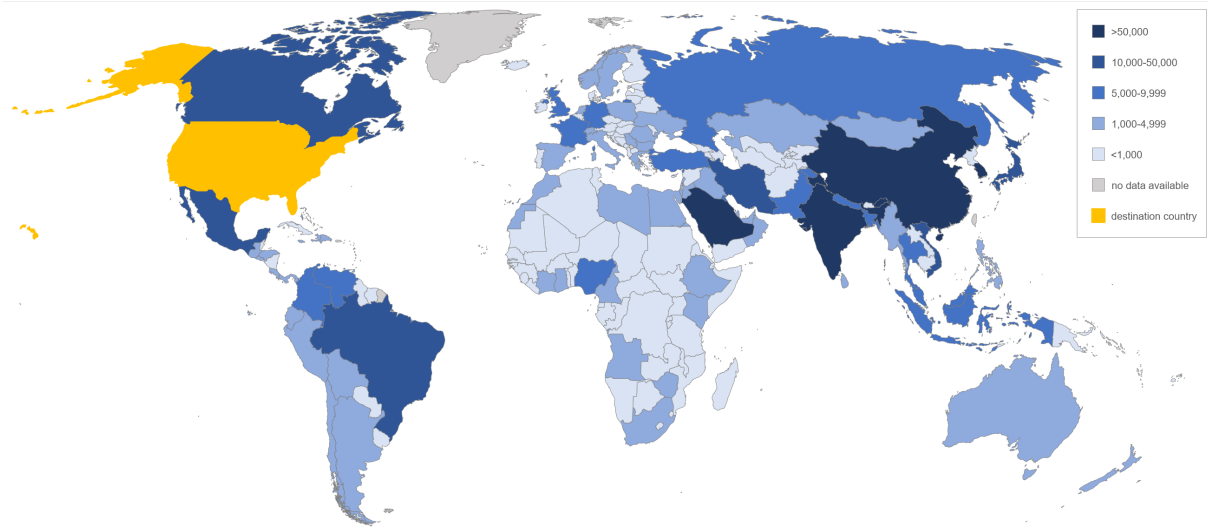 >50,000
10,000-50,000
5,000-9,999
1,000-4,999
<1,000
no data available
destination country